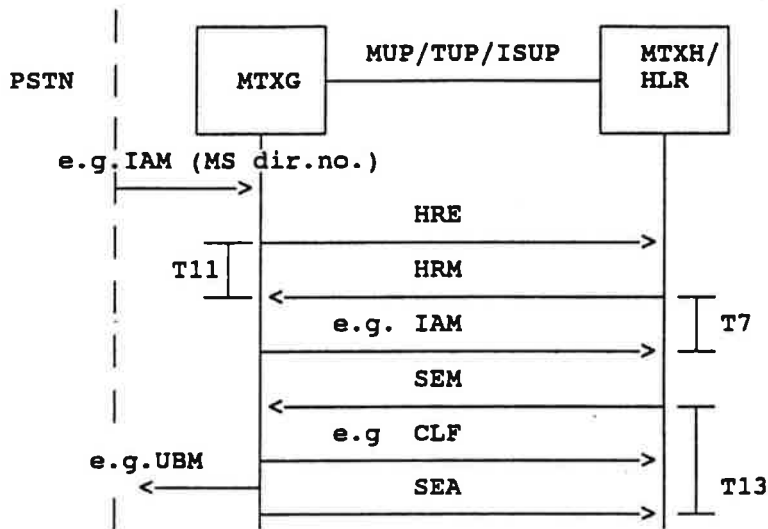 MUP/TUP/ISUP
MTXH/
HLR
PSTN
MTXG
e.g.IAM (MS dir.no.)
HRE
T11
HRM
e.g. IAM
T7
SEM
e.g CLF
e.g.UBM
SEA
T13